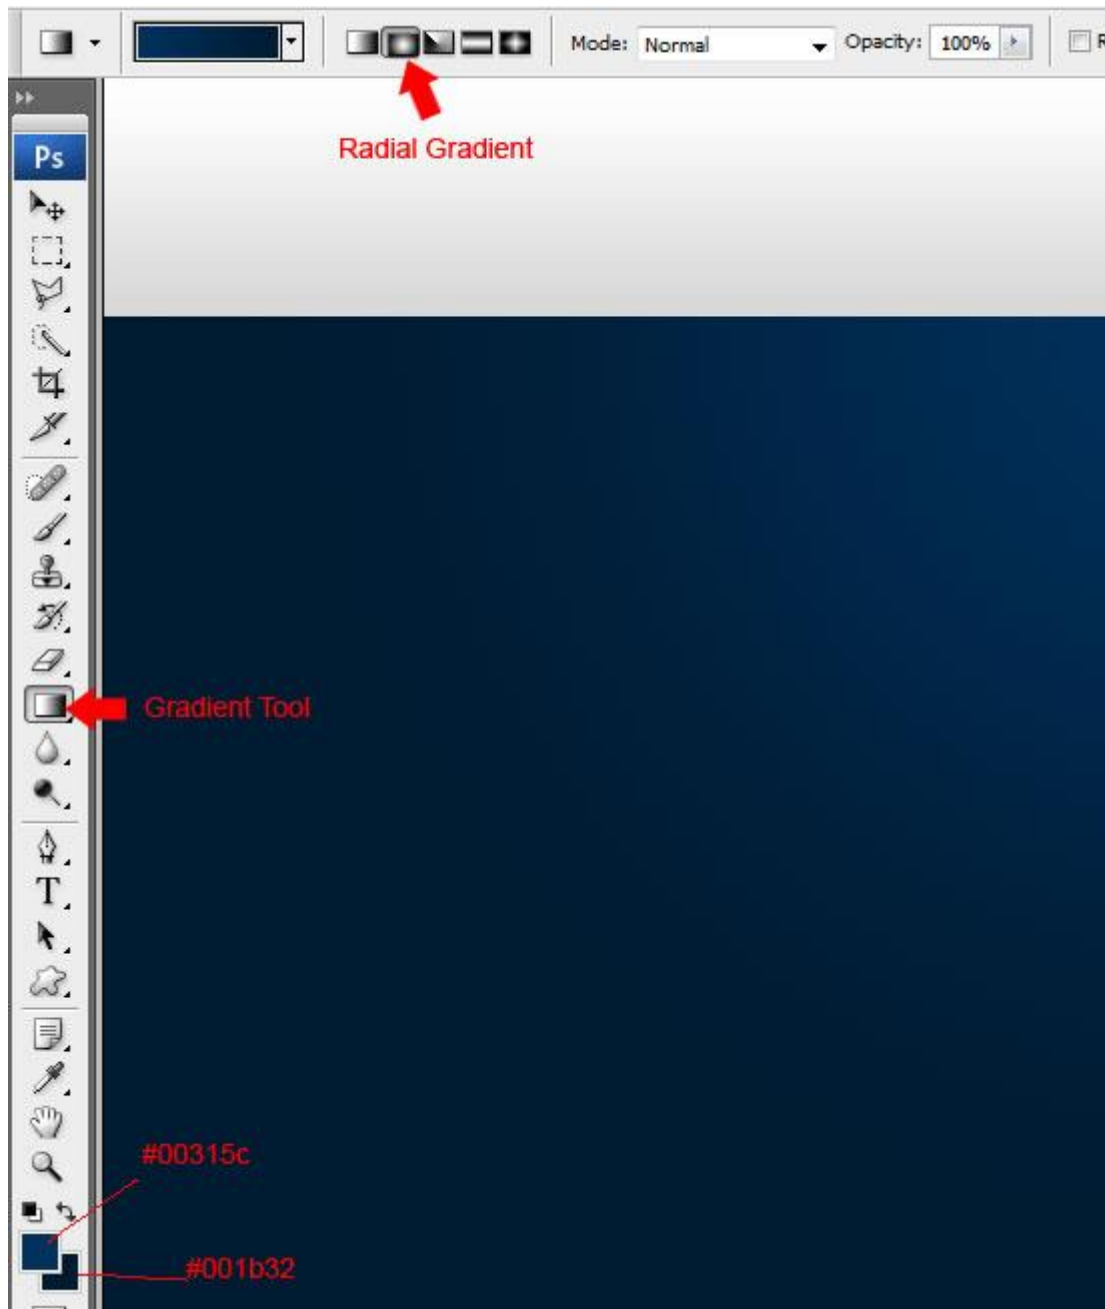 Mode: Normal Opacity: 100% R
Radial Gradient
Ps
Gradient Tool
T
#00315c
#001b32